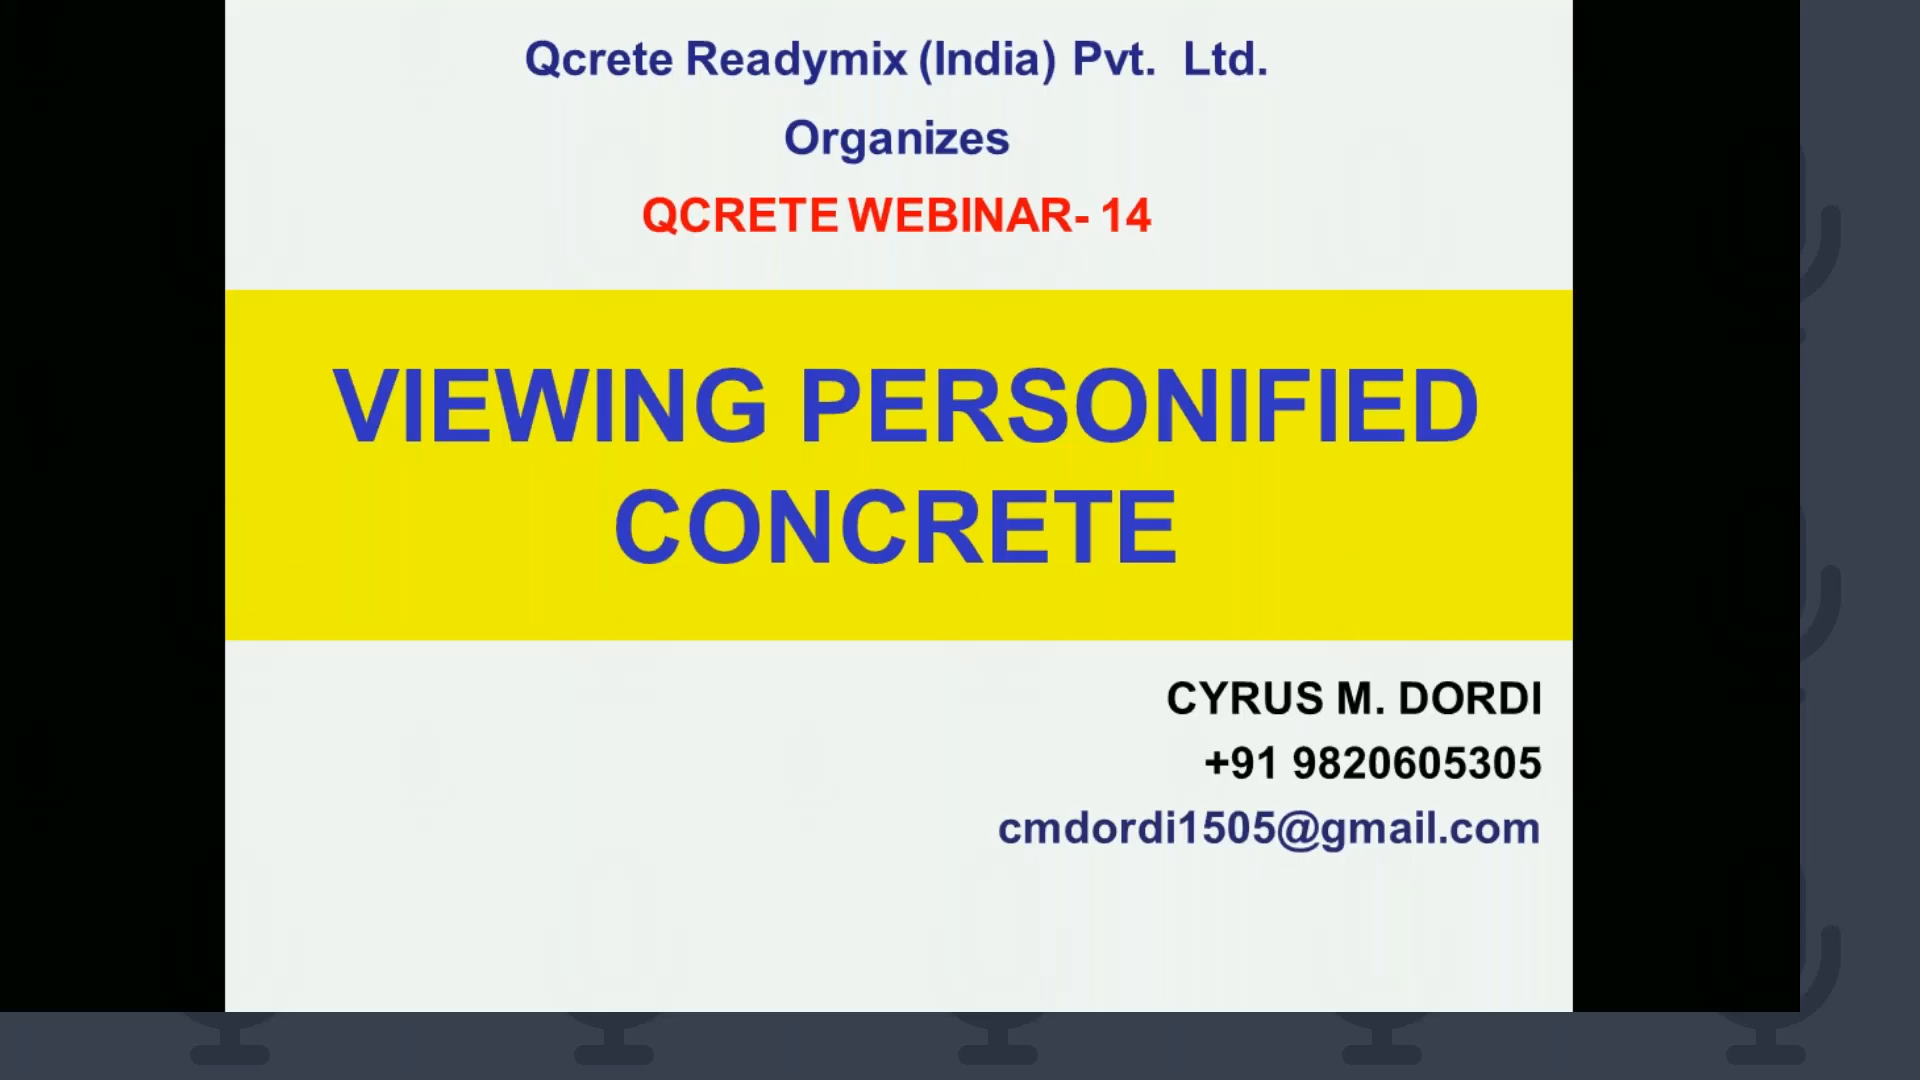 Qcrete Readymix (India) Pvt. Ltd.
Organizes
QCRETE WEBINAR- 14
VIEWING PERSONIFIED
CONCRETE
CYRUS M. DORDI
+91 9820605305
cmdordi1505@gmail.com